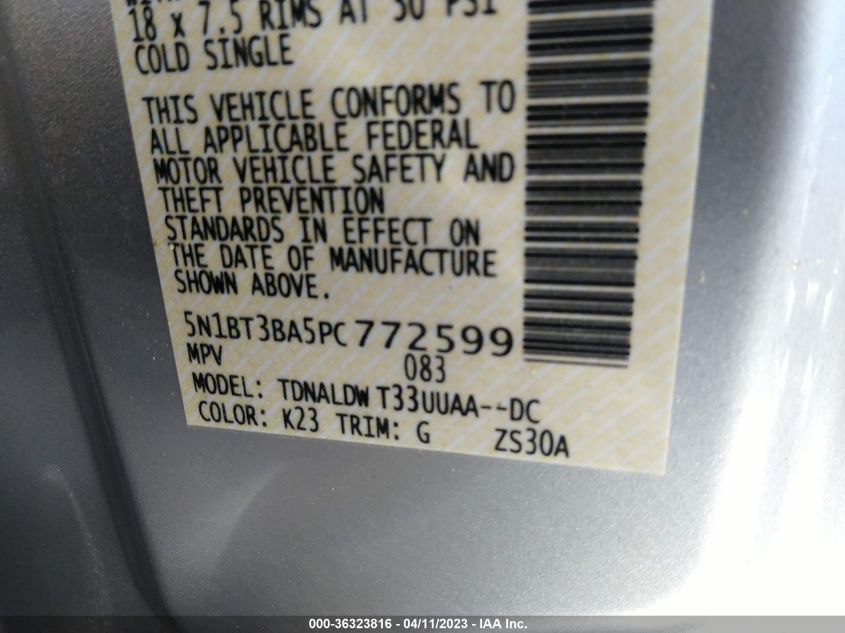 18 x 7.5 RIMS AT 30 PSI
COLD SINGLE
THIS VEHICLE CONFORMS TO
ALL APPLICABLE FEDERAL
MOTOR VEHICLE SAFETY AND
THEFT PREVENTION
STANDARDS IN EFFECT ON
THE DATE OF MANUFACTURE
SHOWN ABOVE.
5N1BT3BA5PC772599
MPV 083
MODEL: TDNALDW T33UUAA--DC
COLOR: K23 TRIM: G ZS30A
000-36323816 - 04/11/2023 - IAA Inc.